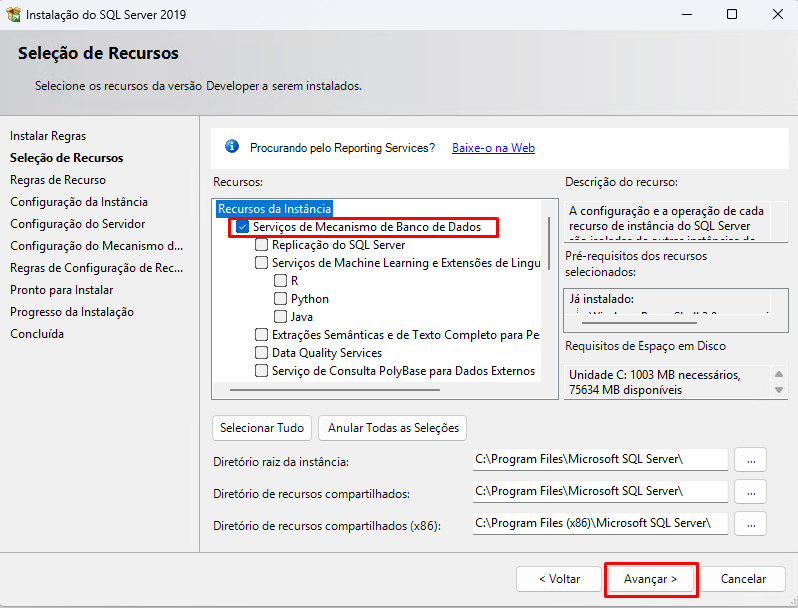 Instalação do SQL Server 2019
Seleção de Recursos
Selecione os recursos da versão Developer a serem instalados.
Instalar Regras
Seleção de Recursos
Regras de Recurso
Configuração da Instância
Configuração do Servidor
Configuração do Mecanismo d...
Regras de Configuração de Rec...
Pronto para Instalar
Progresso da Instalação
Concluída
Procurando pelo Reporting Services? Baixe-o na Web
Recursos:
Recursos da Instância
Serviços de Mecanismo de Banco de Dados
Replicação do SQL Server
Serviços de Machine Learning e Extensões de Lingu
R
Python
Java
Extrações Semânticas e de Texto Completo para Pe
Data Quality Services
Serviço de Consulta PolyBase para Dados Externos
Descrição do recurso:
A configuração e a operação de cada
recurso de instância do SQL Server
Pré-requisitos dos recursos
selecionados:
Já instalado:
Requisitos de Espaço em Disco
Unidade C: 1003 MB necessários,
75634 MB disponíveis
Selecionar Tudo
Anular Todas as Seleções
Diretório raiz da instância: C:\Program Files\Microsoft SQL Server\ ...
Diretório de recursos compartilhados: C:\Program Files\Microsoft SQL Server\ ...
Diretório de recursos compartilhados (x86): C:\Program Files (x86)\Microsoft SQL Server\ ...
< Voltar
Avançar >
Cancelar